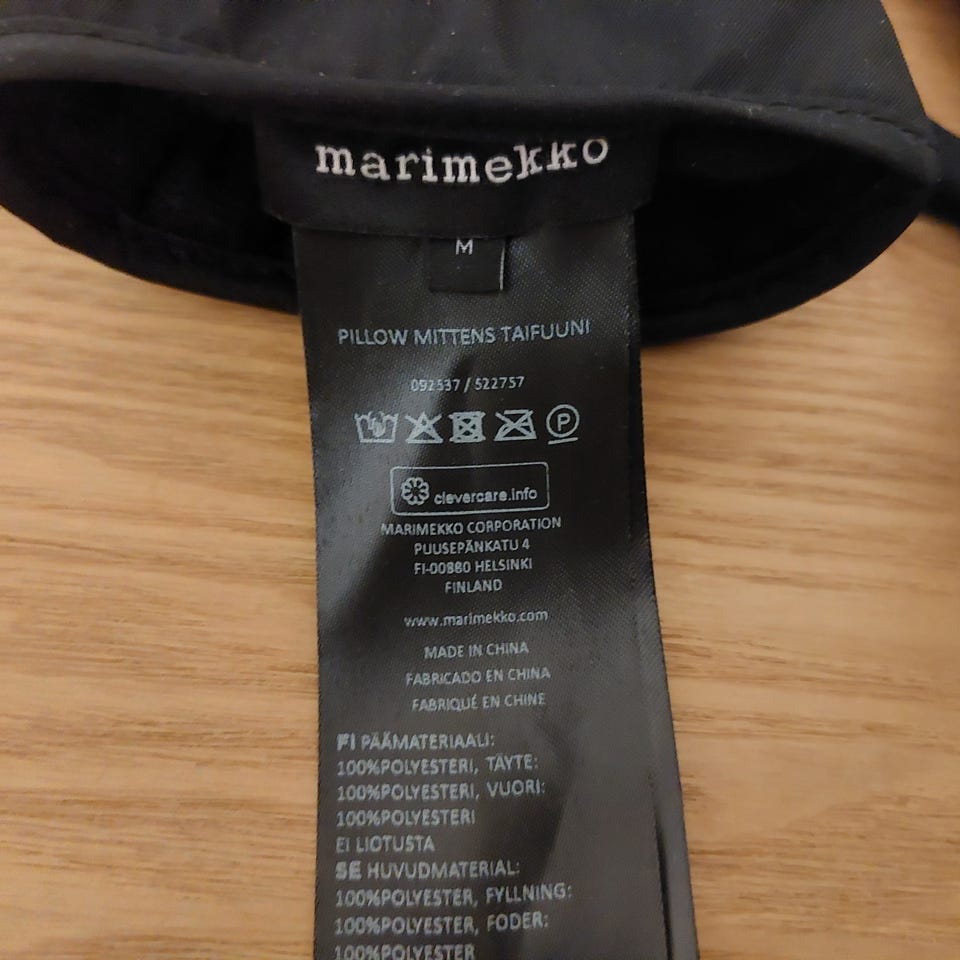 marimekko
M
PILLOW MITTENS TAIFUUNI
092537 / 522757
P
clevercare.info
MARIMEKKO CORPORATION
PUUSEPÄNKATU 4
FI-00880 HELSINKI
FINLAND
www.marimekko.com
MADE IN CHINA
FABRICADO EN CHINA
FABRIQUÉ EN CHINE
FI PÄÄMATERIAALI:
100%POLYESTERI, TÄYTE:
100%POLYESTERI, VUORI:
100%POLYESTERI
EI LIOTUSTA
SE HUVUDMATERIAL:
100%POLYESTER, FYLLNING:
100%POLYESTER, FODER:
100%POLYESTER